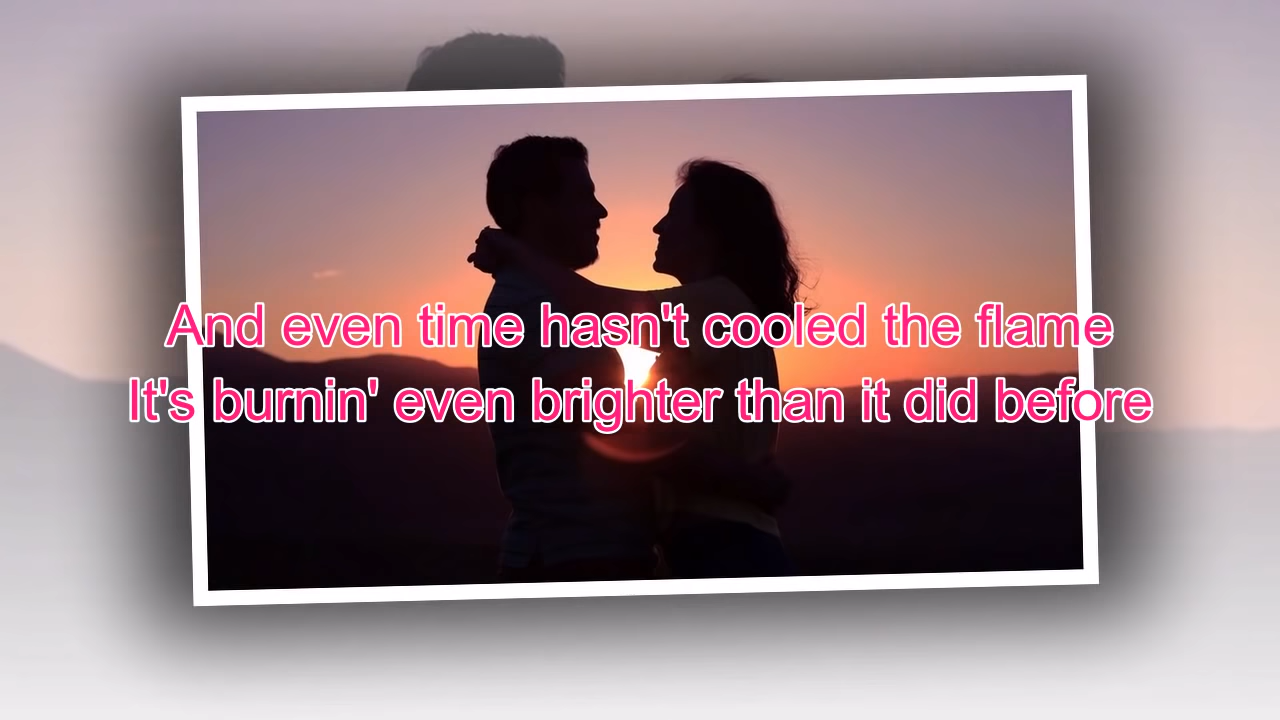 And even time hasn't cooled the flame
It's burnin' even brighter than it did before